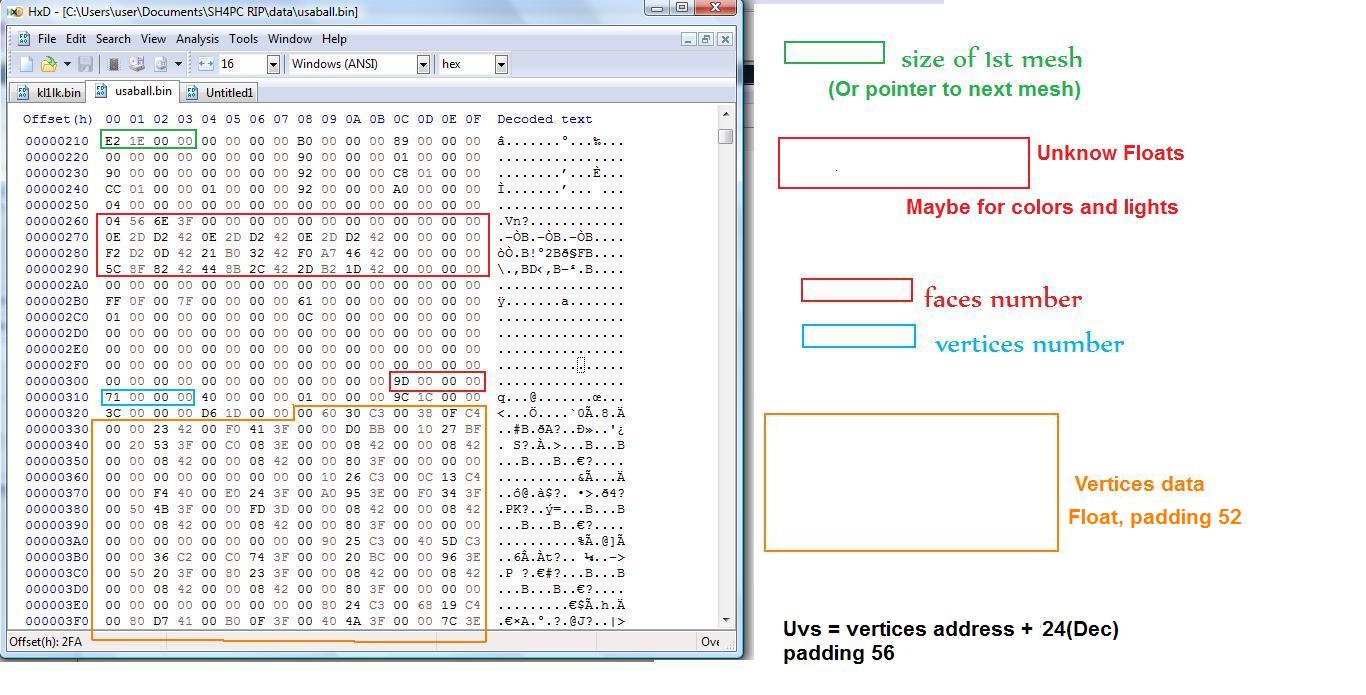 HxD - [C:\Users\user\Documents\SH4PC RIP\data\usaball.bin]
File Edit Search View Analysis Tools Window Help
16 Windows (ANSI) hex
kl1lk.bin usaball.bin Untitled1
Offset(h) 00 01 02 03 04 05 06 07 08 09 0A 0B 0C 0D 0E 0F Decoded text
00000210 E2 1E 00 00 00 00 00 00 B0 00 00 00 89 00 00 00 â.......°...‰...
00000220 00 00 00 00 00 00 00 00 90 00 00 00 01 00 00 00 ................
00000230 90 00 00 00 00 00 00 00 92 00 00 00 C8 01 00 00 ........’...È...
00000240 CC 01 00 00 01 00 00 00 92 00 00 00 A0 00 00 00 Ì.......’... ...
00000250 04 00 00 00 00 00 00 00 00 00 00 00 00 00 00 00 ................
00000260 04 56 6E 3F 00 00 00 00 00 00 00 00 00 00 00 00 .Vn?............
00000270 0E 2D D2 42 0E 2D D2 42 0E 2D D2 42 00 00 00 00 .-ÒB.-ÒB.-ÒB....
00000280 F2 D2 0D 42 21 B0 32 42 F0 A7 46 42 00 00 00 00 òÒ.B!°2Bð§FB....
00000290 5C 8F 82 42 44 8B 2C 42 2D B2 1D 42 00 00 00 00 \.‚BD‹,B-².B....
000002A0 00 00 00 00 00 00 00 00 00 00 00 00 00 00 00 00 ................
000002B0 FF 0F 00 7F 00 00 00 00 61 00 00 00 00 00 00 00 ÿ.......a.......
000002C0 01 00 00 00 00 00 00 00 0C 00 00 00 00 00 00 00 ................
000002D0 00 00 00 00 00 00 00 00 00 00 00 00 00 00 00 00 ................
000002E0 00 00 00 00 00 00 00 00 00 00 00 00 00 00 00 00 ................
000002F0 00 00 00 00 00 00 00 00 00 00 00 00 00 00 00 00 ................
00000300 00 00 00 00 00 00 00 00 00 00 00 00 9D 00 00 00 ................
00000310 71 00 00 00 40 00 00 00 01 00 00 00 9C 1C 00 00 q...@.......œ...
00000320 3C 00 00 00 D6 1D 00 00 00 60 30 C3 00 38 0F C4 <...Ö....`0Ã.8.Ä
00000330 00 00 23 42 00 F0 41 3F 00 00 D0 BB 00 10 27 BF ..#B.ðA?..Ð»..'¿
00000340 00 20 53 3F 00 C0 08 3E 00 00 08 42 00 00 08 42 . S?.À.>...B...B
00000350 00 00 08 42 00 00 08 42 00 00 80 3F 00 00 00 00 ...B...B..€?....
00000360 00 00 00 00 00 00 00 00 00 10 26 C3 00 0C 13 C4 ..........&Ã...Ä
00000370 00 00 F4 40 00 E0 24 3F 00 A0 95 3E 00 F0 34 3F ..ô@.à$?. •>.ð4?
00000380 00 50 4B 3F 00 00 FD 3D 00 00 08 42 00 00 08 42 .PK?..ý=...B...B
00000390 00 00 08 42 00 00 08 42 00 00 80 3F 00 00 00 00 ...B...B..€?....
000003A0 00 00 00 00 00 00 00 00 00 90 25 C3 00 40 5D C3 ..........%Ã.@]Ã
000003B0 00 00 36 C2 00 C0 74 3F 00 00 20 BC 00 00 96 3E ..6Â.Àt?.. ¼..–>
000003C0 00 50 20 3F 00 80 23 3F 00 00 08 42 00 00 08 42 .P ?.€#?...B...B
000003D0 00 00 08 42 00 00 08 42 00 00 80 3F 00 00 00 00 ...B...B..€?....
000003E0 00 00 00 00 00 00 00 00 00 80 24 C3 00 68 19 C4 .........€$Ã.h.Ä
000003F0 00 80 D7 41 00 B0 0F 3F 00 40 4A 3F 00 00 7C 3E .€×A.°.?.@J?..|>
Offset(h): 2FA Ove
size of 1st mesh
(Or pointer to next mesh)
Unknow Floats
Maybe for colors and lights
faces number
vertices number
Vertices data
Float, padding 52
Uvs = vertices address + 24(Dec)
padding 56